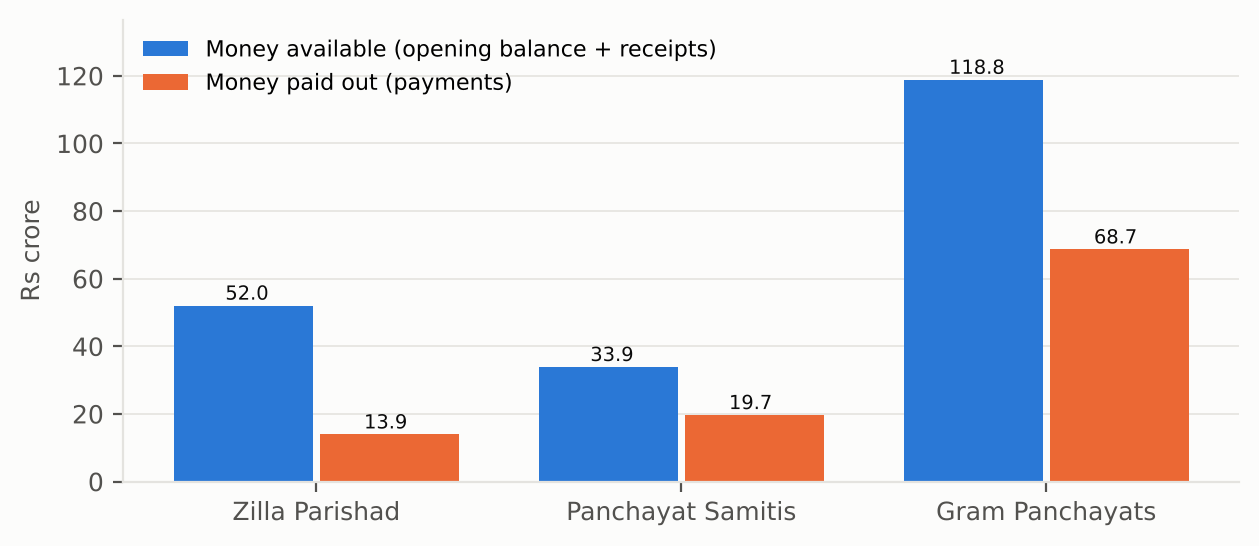 Money available (opening balance + receipts)
Money paid out (payments)
Rs crore
120
100
80
60
40
20
0
52.0
13.9
33.9
19.7
118.8
68.7
Zilla Parishad
Panchayat Samitis
Gram Panchayats